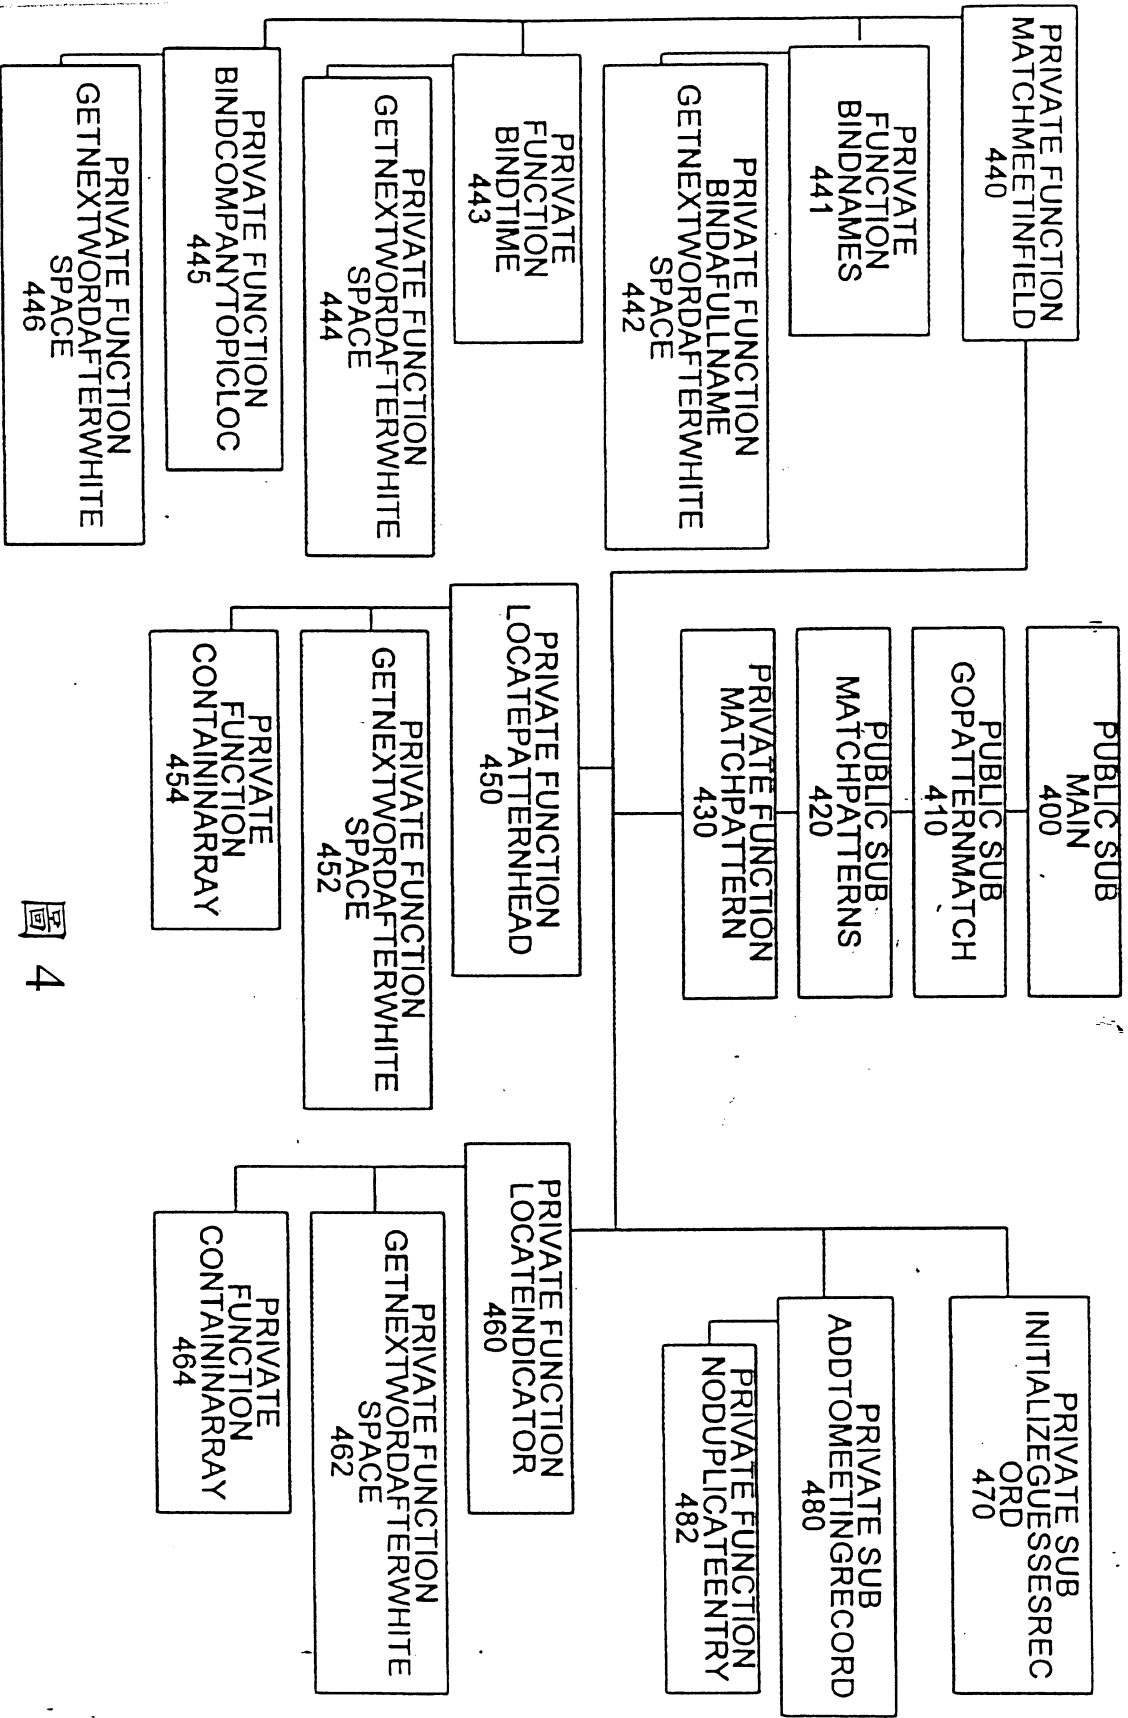 PUBLIC SUB
MAIN
400
PUBLIC SUB
GOPATTERNMATCH
410
PUBLIC SUB
MATCHPATTERNS
420
PRIVATE FUNCTION
MATCHPATTERN
430
PRIVATE FUNCTION
MATCHMEETINFIELD
440
PRIVATE
FUNCTION
BINDNAMES
441
PRIVATE FUNCTION
BINDAFULLNAME
GETNEXTWORDAFTERWHITE
SPACE
442
PRIVATE
FUNCTION
BINDTIME
443
PRIVATE FUNCTION
GETNEXTWORDAFTERWHITE
SPACE
444
PRIVATE FUNCTION
BINDCOMPANYTOPICLOC
445
PRIVATE FUNCTION
GETNEXTWORDAFTERWHITE
SPACE
446
PRIVATE FUNCTION
LOCATEPATTERNHEAD
450
PRIVATE FUNCTION
GETNEXTWORDAFTERWHITE
SPACE
452
PRIVATE
FUNCTION
CONTAININARRAY
454
PRIVATE FUNCTION
LOCATEINDICATOR
460
PRIVATE FUNCTION
GETNEXTWORDAFTERWHITE
SPACE
462
PRIVATE
FUNCTION
CONTAININARRAY
464
PRIVATE SUB
INITIALIZEGUESSESREC
ORD
470
PRIVATE SUB
ADDTOMEETINGRECORD
480
PRIVATE FUNCTION
NODUPLICATEENTRY
482
圖 4